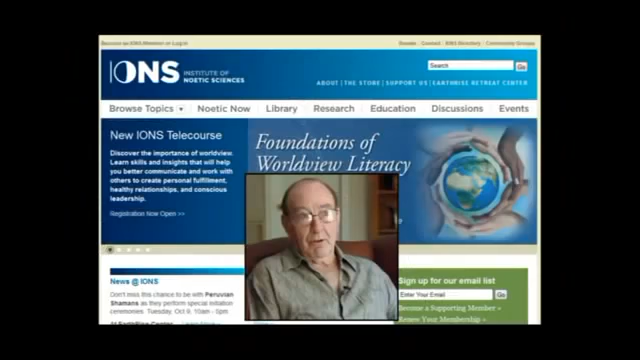 Become an IONS Member or Log In
Donate Contact IONS Directory Community Groups
IONS INSTITUTE OF NOETIC SCIENCES
Search Go
ABOUT | THE STORE | SUPPORT US | EARTHRISE RETREAT CENTER
Browse Topics Noetic Now Library Research Education Discussions Events
New IONS Telecourse
Discover the importance of worldview.
Learn skills and insights that will help
you better communicate and work with
others to create personal fulfillment,
healthy relationships, and conscious
leadership.
Registration Now Open >>
Foundations of
Worldview Literacy
News @ IONS
Don't miss this chance to be with Peruvian
Shamans as they perform special initiation
ceremonies. Tuesday, Oct 9, 10am - 5pm
Sign up for our email list
Enter Your Email Go
Become a Supporting Member »
Renew Your Membership »